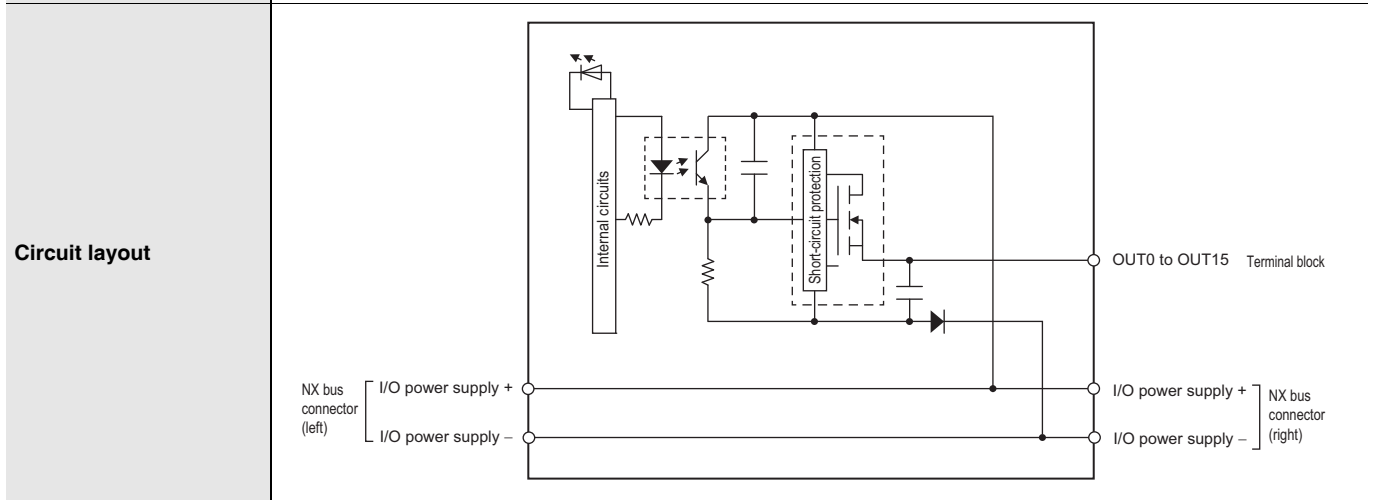 Circuit layout
Internal circuits
Short-circuit protection
OUT0 to OUT15 Terminal block
NX bus
connector
(left)
I/O power supply +
I/O power supply –
I/O power supply +
I/O power supply –
NX bus
connector
(right)